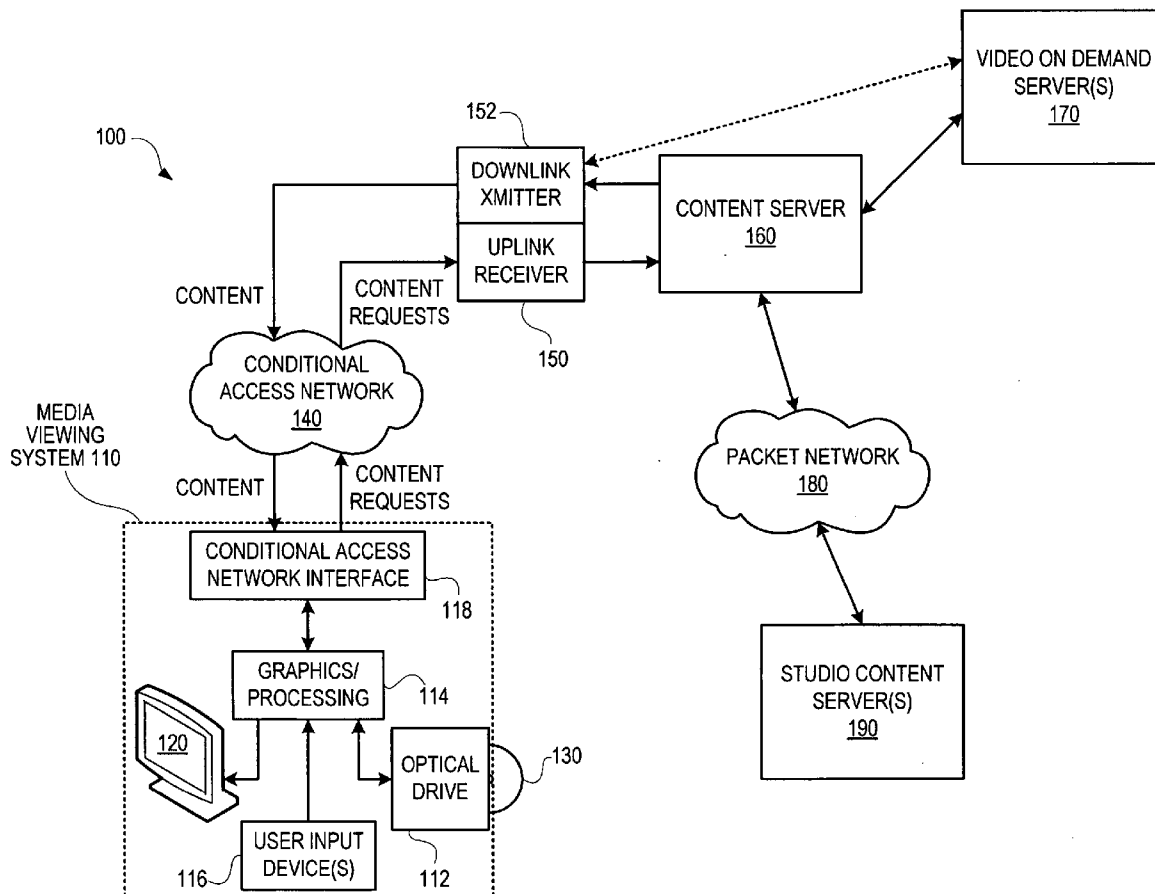 VIDEO ON DEMAND
SERVER(S)
170
152
100
DOWNLINK
XMITTER
CONTENT SERVER
160
UPLINK
RECEIVER
CONTENT
CONTENT
REQUESTS
150
CONDITIONAL
ACCESS NETWORK
140
MEDIA
VIEWING
SYSTEM 110
PACKET NETWORK
180
CONTENT
CONTENT
REQUESTS
CONDITIONAL ACCESS
NETWORK INTERFACE
118
GRAPHICS/
PROCESSING
114
STUDIO CONTENT
SERVER(S)
190
120
OPTICAL
DRIVE
130
USER INPUT
DEVICE(S)
116
112